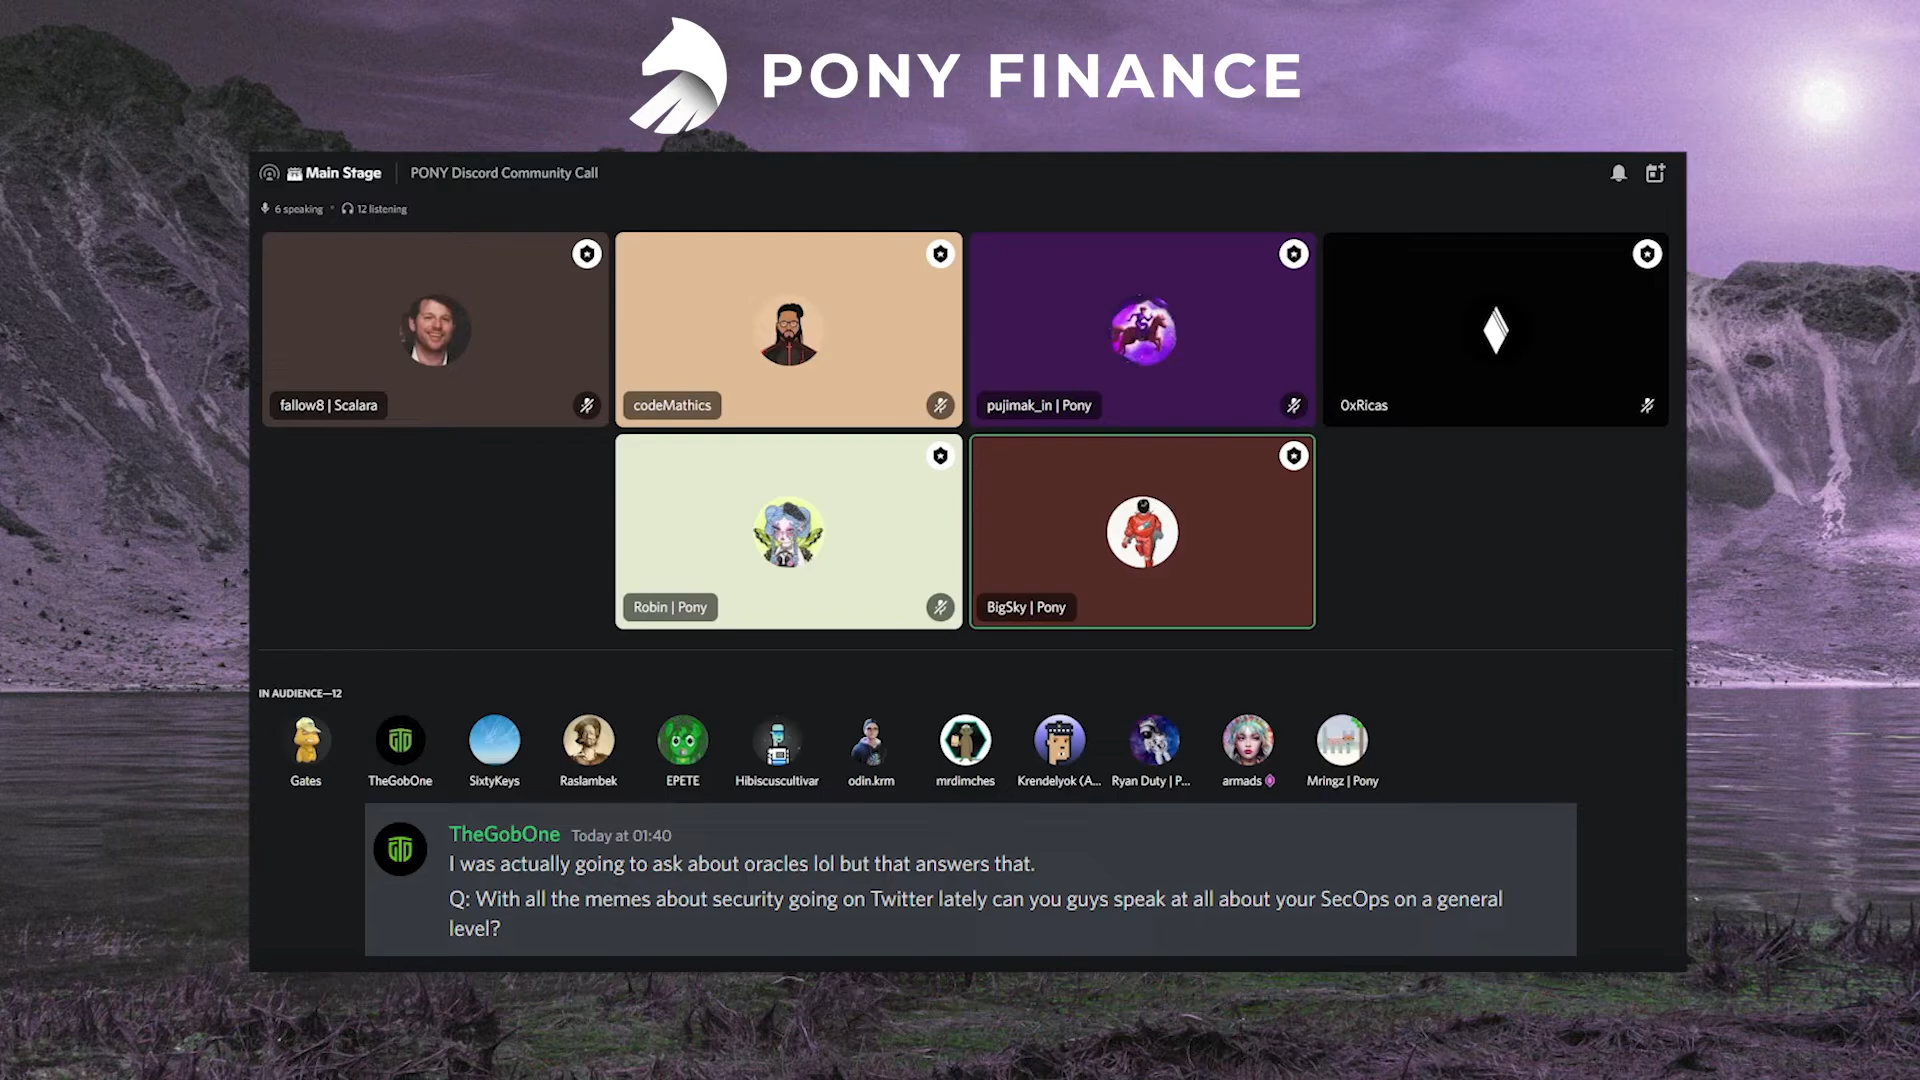 PONY FINANCE
Main Stage PONY Discord Community Call
6 speaking • 12 listening
fallow8 | Scalara
codeMathics
pujimak_in | Pony
0xRicas
Robin | Pony
BigSky | Pony
IN AUDIENCE—12
Gates
TheGobOne
SixtyKeys
Raslambek
EPETE
Hibiscuscultivar
odin.krm
mrdimches
Krendelyok (A...
Ryan Duty | P...
armads
Mringz | Pony
TheGobOne Today at 01:40
I was actually going to ask about oracles lol but that answers that.
Q: With all the memes about security going on Twitter lately can you guys speak at all about your SecOps on a general
level?